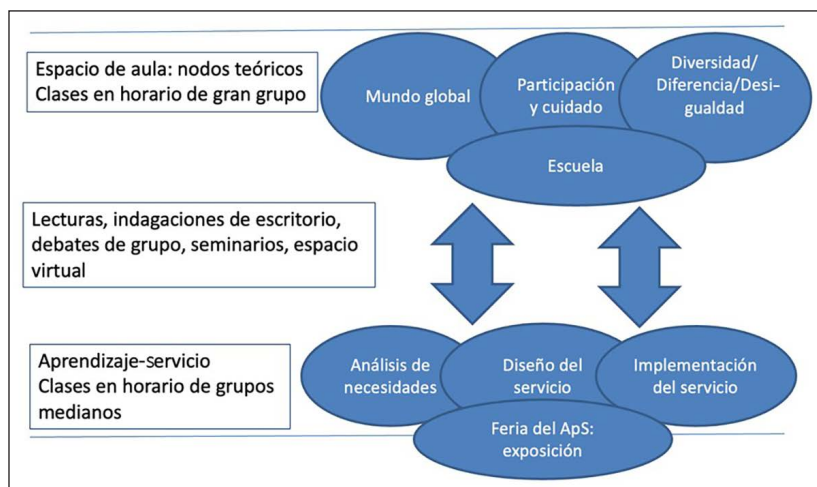 Espacio de aula: nodos teóricos
Clases en horario de gran grupo
Mundo global
Participación
y cuidado
Diversidad/
Diferencia/Desi-
gualdad
Escuela
Lecturas, indagaciones de escritorio,
debates de grupo, seminarios, espacio
virtual
Aprendizaje-servicio
Clases en horario de grupos
medianos
Análisis de
necesidades
Diseño del
servicio
Implementación
del servicio
Feria del ApS:
exposición